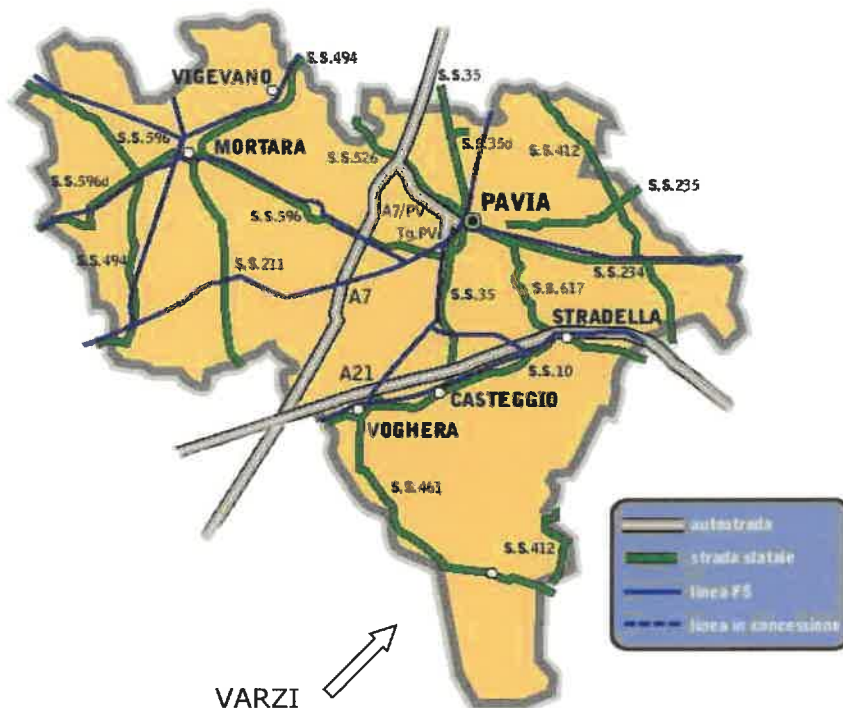 S.S.494
VIGEVANO
S.S.35
S.S.596
MORTARA
S.S.35d
S.S.526
S.S.412
S.S.596d
S.S.235
A7/PV
PAVIA
S.S.596
Tg.PV
S.S.494
S.S.211
S.S.234
A7
S.S.35
S.S.617
STRADELLA
A21
S.S.10
CASTEGGIO
VOGHERA
S.S.461
S.S.412
autostrada
strada statale
linea FS
linea in concessione
VARZI